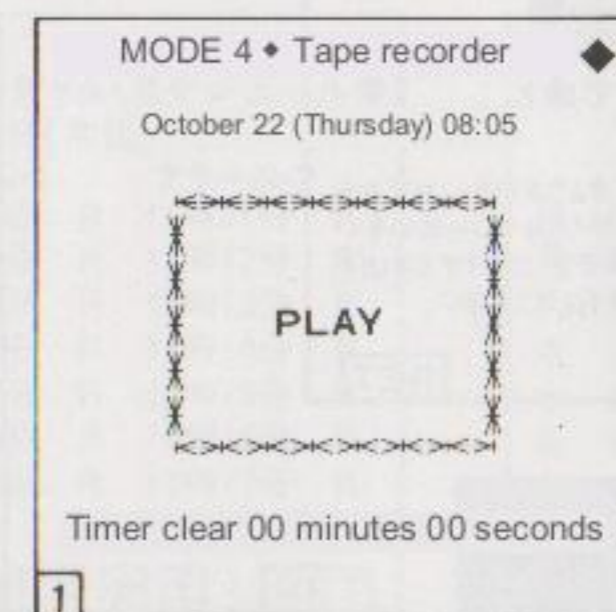 MODE 4 ◆ Tape recorder ◆
October 22 (Thursday) 08:05
PLAY
Timer clear 00 minutes 00 seconds
1